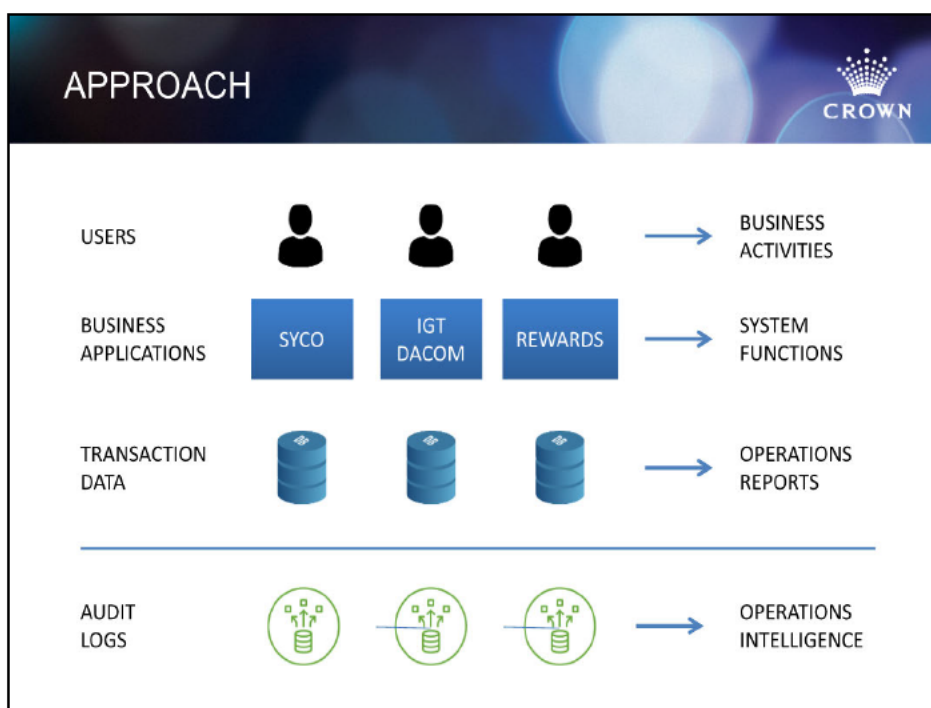 APPROACH
CROWN
USERS
BUSINESS
ACTIVITIES
BUSINESS
APPLICATIONS
SYCO
IGT
DACOM
REWARDS
SYSTEM
FUNCTIONS
TRANSACTION
DATA
OPERATIONS
REPORTS
AUDIT
LOGS
OPERATIONS
INTELLIGENCE